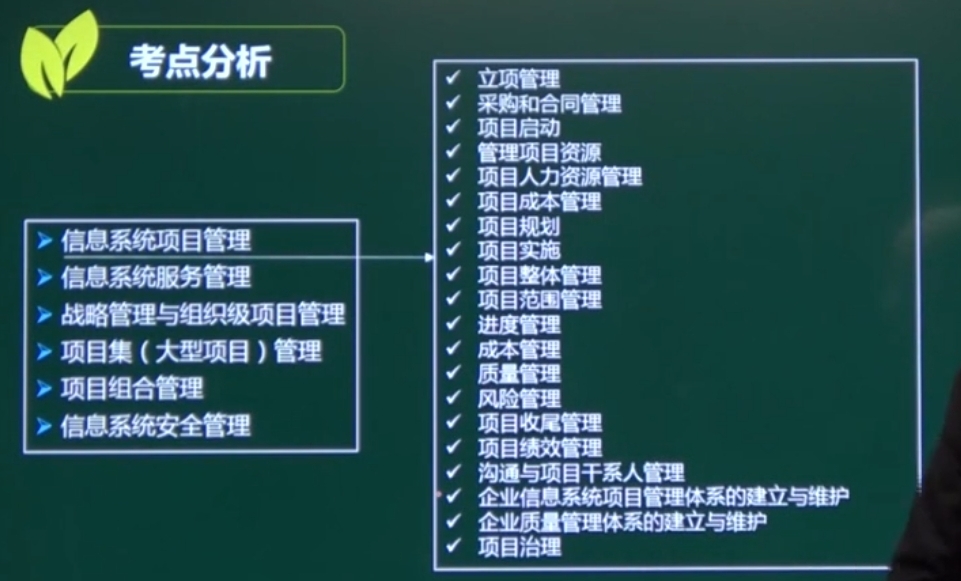 考点分析
信息系统项目管理
信息系统服务管理
战略管理与组织级项目管理
项目集（大型项目）管理
项目组合管理
信息系统安全管理
立项管理
采购和合同管理
项目启动
管理项目资源
项目人力资源管理
项目成本管理
项目规划
项目实施
项目整体管理
项目范围管理
进度管理
成本管理
质量管理
风险管理
项目收尾管理
项目绩效管理
沟通与项目干系人管理
企业信息系统项目管理体系的建立与维护
企业质量管理体系的建立与维护
项目治理